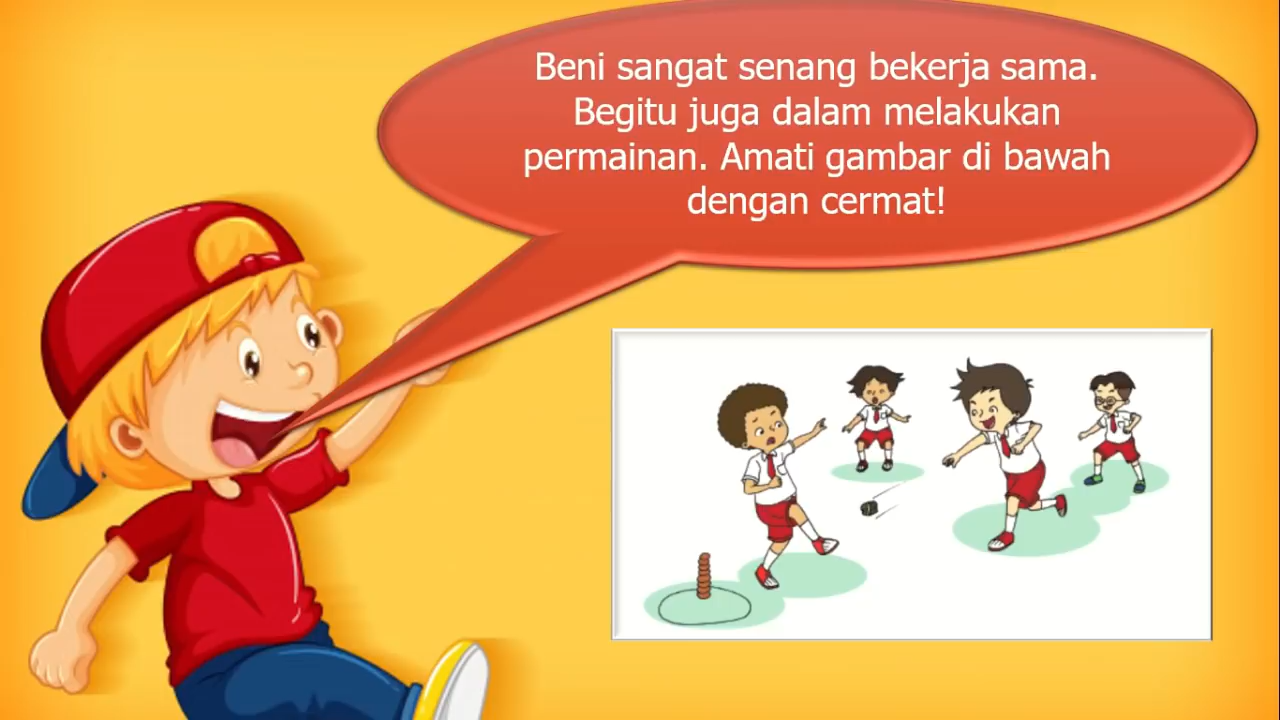 Beni sangat senang bekerja sama.
Begitu juga dalam melakukan
permainan. Amati gambar di bawah
dengan cermat!